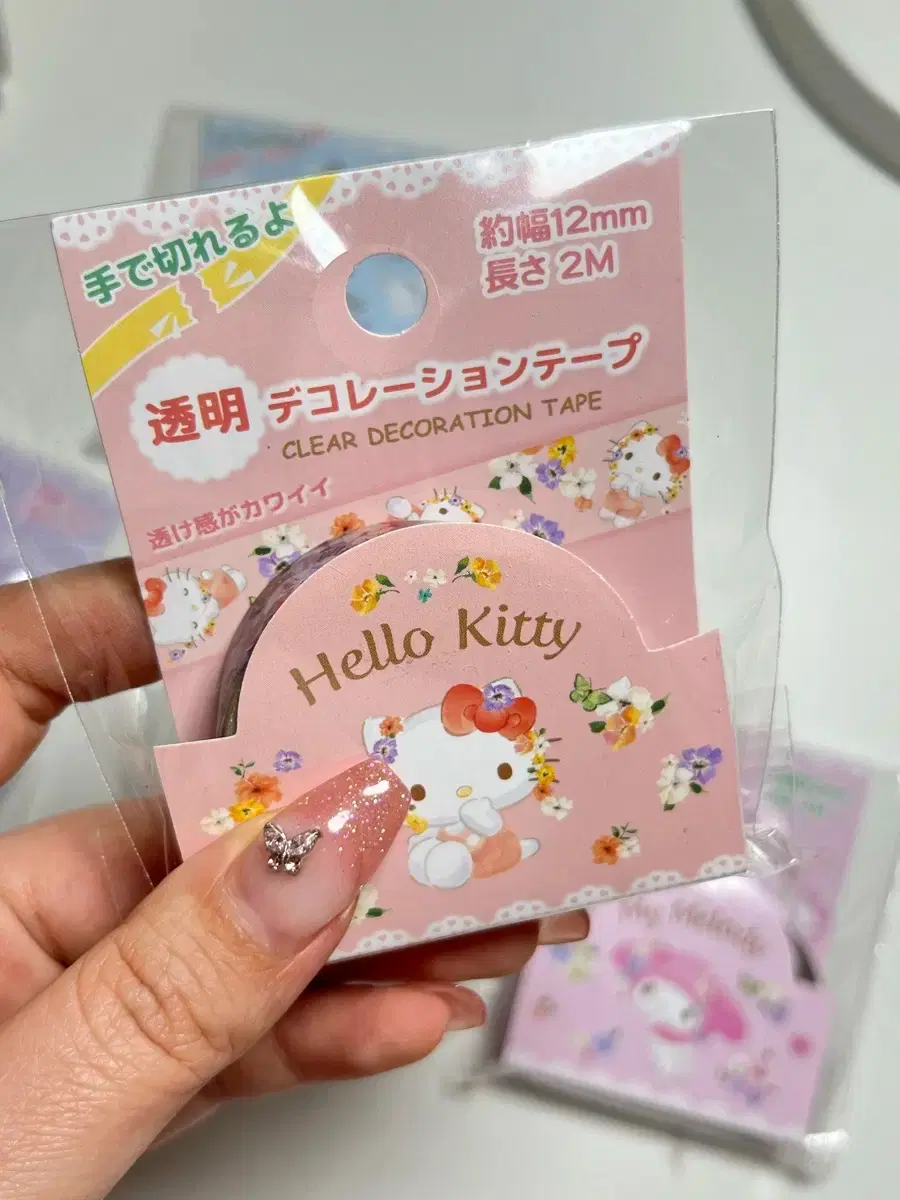 手で切れるよ
約幅12mm
長さ 2M
透明 デコレーションテープ
CLEAR DECORATION TAPE
透け感がカワイイ
Hello Kitty
My Melody